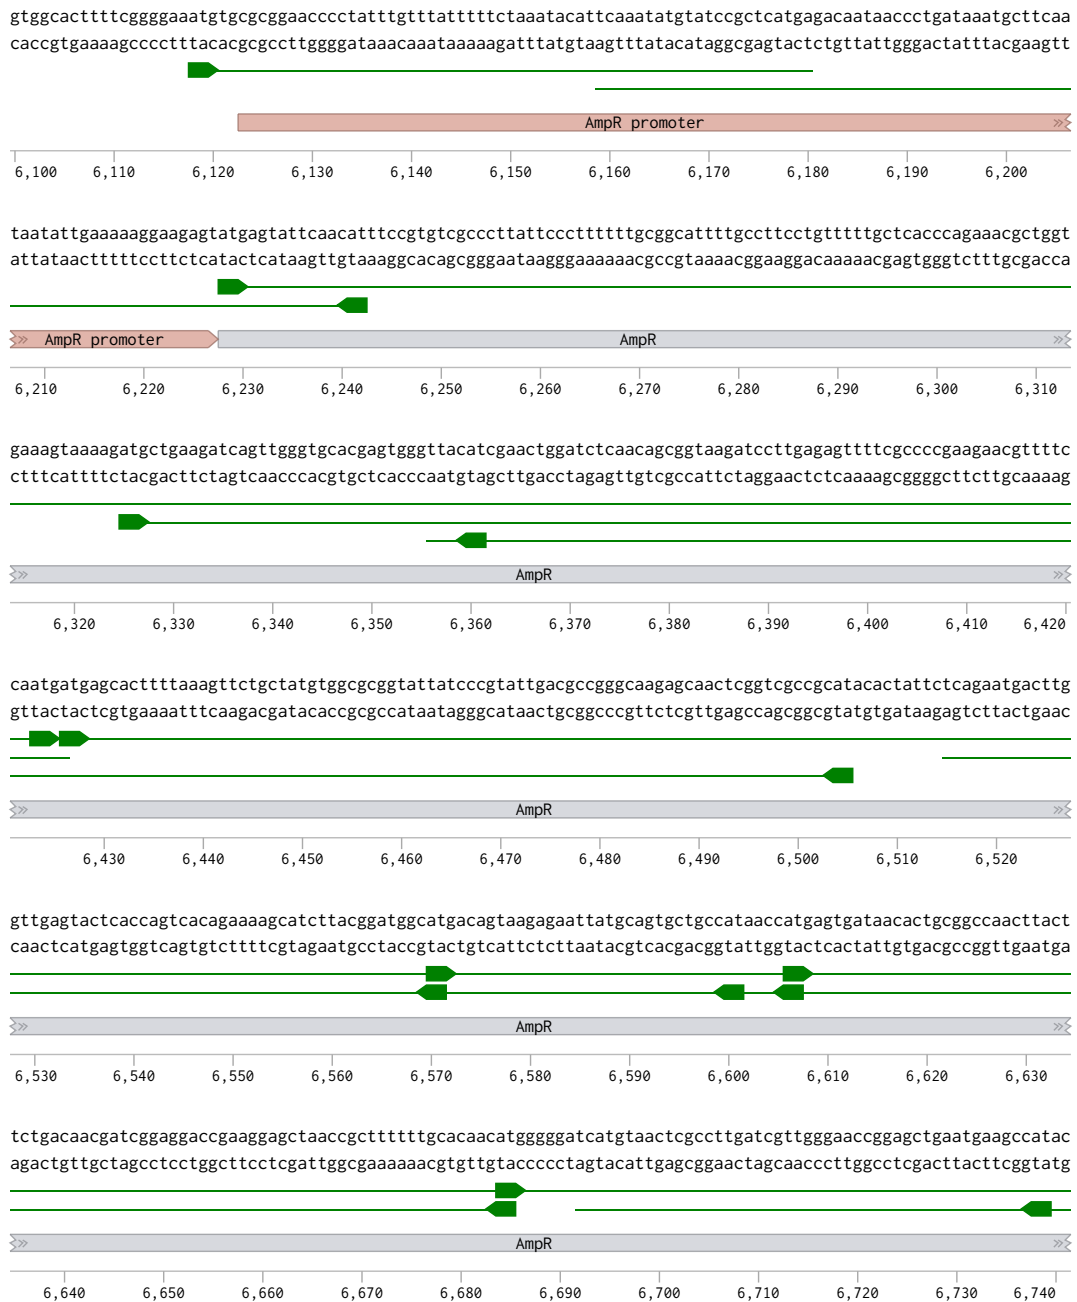 gtggcacttttcggggaaatgtgcgcggaacccctatttgtttatttttctaaatacattcaaatatgtatccgctcatgagacaataaccctgataaatgcttcaa
caccgtgaaaagcccctttacacgcgccttggggataaacaaataaaaagatttatgtaagtttatacataggcgagtactctgttattgggactatttacgaagtt
AmpR promoter
6,100 6,110 6,120 6,130 6,140 6,150 6,160 6,170 6,180 6,190 6,200
taatattgaaaaaggaagagtatgagtattcaacatttccgtgtcgcccttattcccttttttgcggcattttgccttcctgtttttgctcacccagaaacgctggt
attataactttttccttctcatactcataagttgtaaaggcacagcgggaataagggaaaaaacgccgtaaaacggaaggacaaaaacgagtgggtctttgcgacca
AmpR promoter AmpR
6,210 6,220 6,230 6,240 6,250 6,260 6,270 6,280 6,290 6,300 6,310
gaaagtaaaagatgctgaagatcagttgggtgcacgagtgggttacatcgaactggatctcaacagcggtaagatccttgagagttttcgccccgaagaacgttttc
ctttcattttctacgacttctagtcaacccacgtgctcacccaatgtagcttgacctagagttgtcgccattctaggaactctcaaaagcggggcttcttgcaaaag
AmpR
6,320 6,330 6,340 6,350 6,360 6,370 6,380 6,390 6,400 6,410 6,420
caatgatgagcacttttaaagttctgctatgtggcgcggtattatcccgtattgacgccgggcaagagcaactcggtcgccgcatacactattctcagaatgacttg
gttactactcgtgaaaatttcaagacgatacaccgcgccataatagggcataactgcggcccgttctcgttgagccagcggcgtatgtgataagagtcttactgaac
AmpR
6,430 6,440 6,450 6,460 6,470 6,480 6,490 6,500 6,510 6,520
gttgagtactcaccagtcacagaaaagcatcttacggatggcatgacagtaagagaattatgcagtgctgccataaccatgagtgataacactgcggccaacttact
caactcatgagtggtcagtgtcttttcgtagaatgcctaccgtactgtcattctcttaatacgtcacgacggtattggtactcactattgtgacgccggttgaatga
AmpR
6,530 6,540 6,550 6,560 6,570 6,580 6,590 6,600 6,610 6,620 6,630
tctgacaacgatcggaggaccgaaggagctaaccgcttttttgcacaacatgggggatcatgtaactcgccttgatcgttgggaaccggagctgaatgaagccatac
agactgttgctagcctcctggcttcctcgattggcgaaaaaacgtgttgtaccccctagtacattgagcggaactagcaacccttggcctcgacttacttcggtatg
AmpR
6,640 6,650 6,660 6,670 6,680 6,690 6,700 6,710 6,720 6,730 6,740